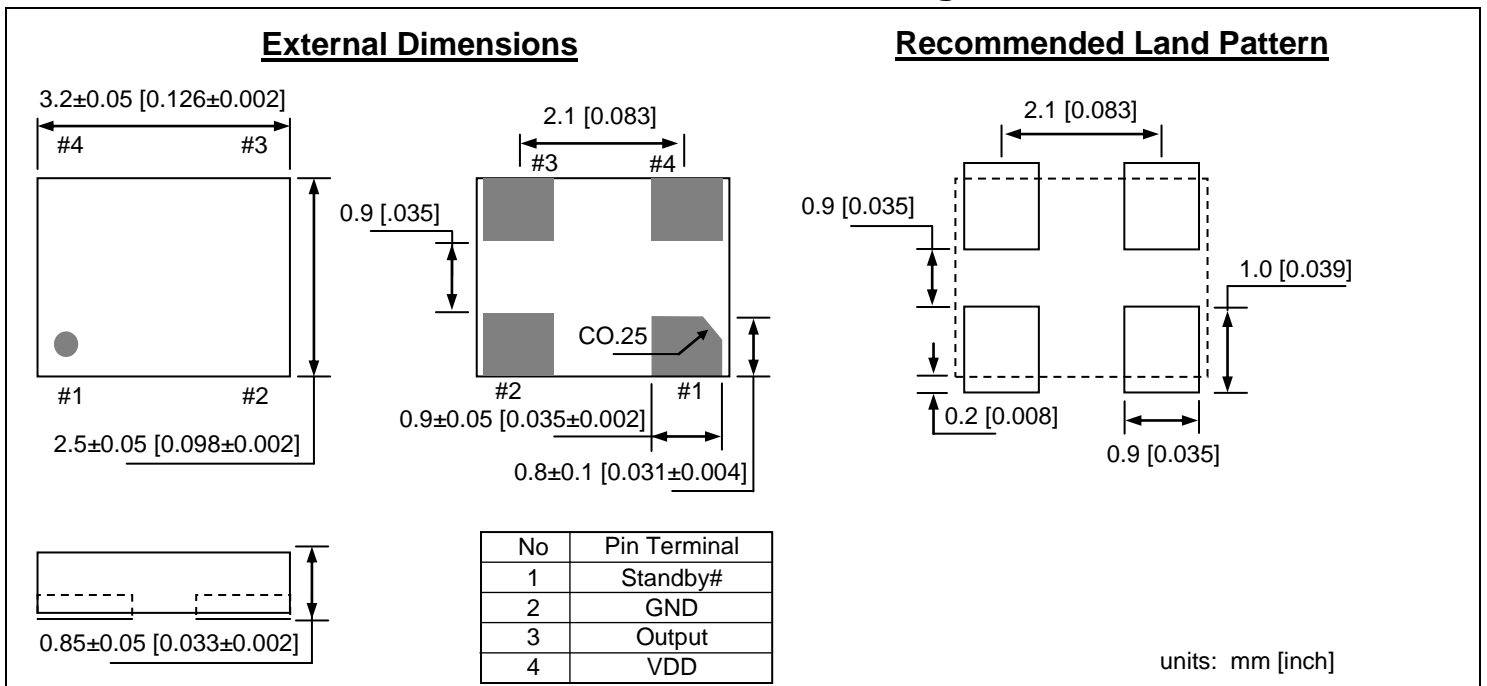 External Dimensions
Recommended Land Pattern
3.2±0.05 [0.126±0.002]
#4 #3
#1 #2
2.5±0.05 [0.098±0.002]
2.1 [0.083]
#3 #4
0.9 [.035]
CO.25
#2 #1
0.9±0.05 [0.035±0.002]
0.8±0.1 [0.031±0.004]
2.1 [0.083]
0.9 [0.035]
1.0 [0.039]
0.2 [0.008]
0.9 [0.035]
0.85±0.05 [0.033±0.002]
No Pin Terminal
1 Standby#
2 GND
3 Output
4 VDD
units: mm [inch]